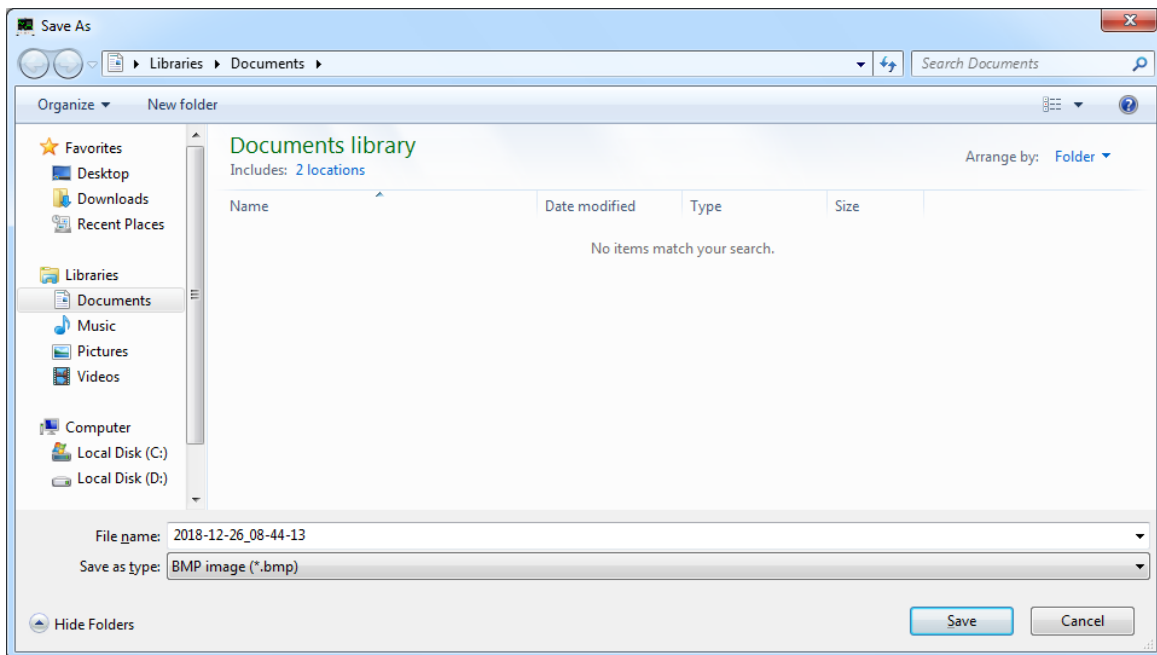 Save As
Libraries Documents
Search Documents
Organize New folder
Favorites
Desktop
Downloads
Recent Places
Libraries
Documents
Music
Pictures
Videos
Computer
Local Disk (C:)
Local Disk (D:)
Documents library
Includes: 2 locations
Arrange by: Folder
Name Date modified Type Size
No items match your search.
File name: 2018-12-26_08-44-13
Save as type: BMP image (*.bmp)
Hide Folders
Save Cancel